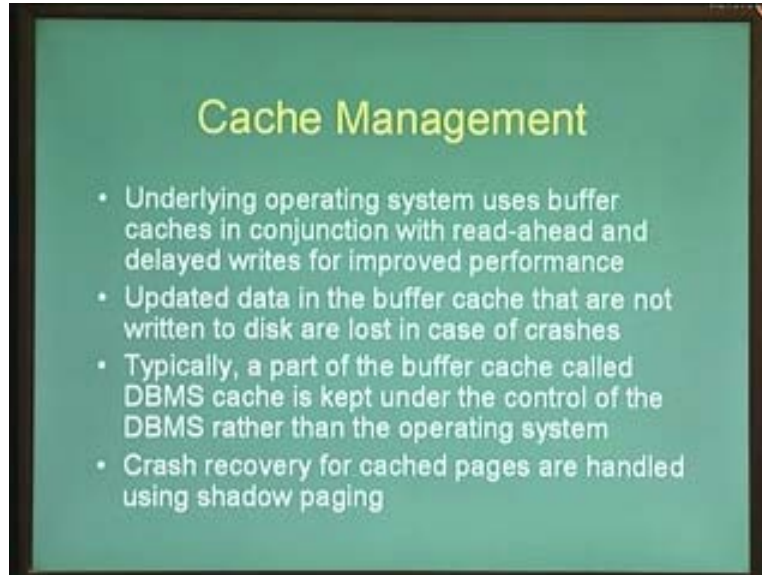 Cache Management
• Underlying operating system uses buffer
caches in conjunction with read-ahead and
delayed writes for improved performance
• Updated data in the buffer cache that are not
written to disk are lost in case of crashes
• Typically, a part of the buffer cache called
DBMS cache is kept under the control of the
DBMS rather than the operating system
• Crash recovery for cached pages are handled
using shadow paging